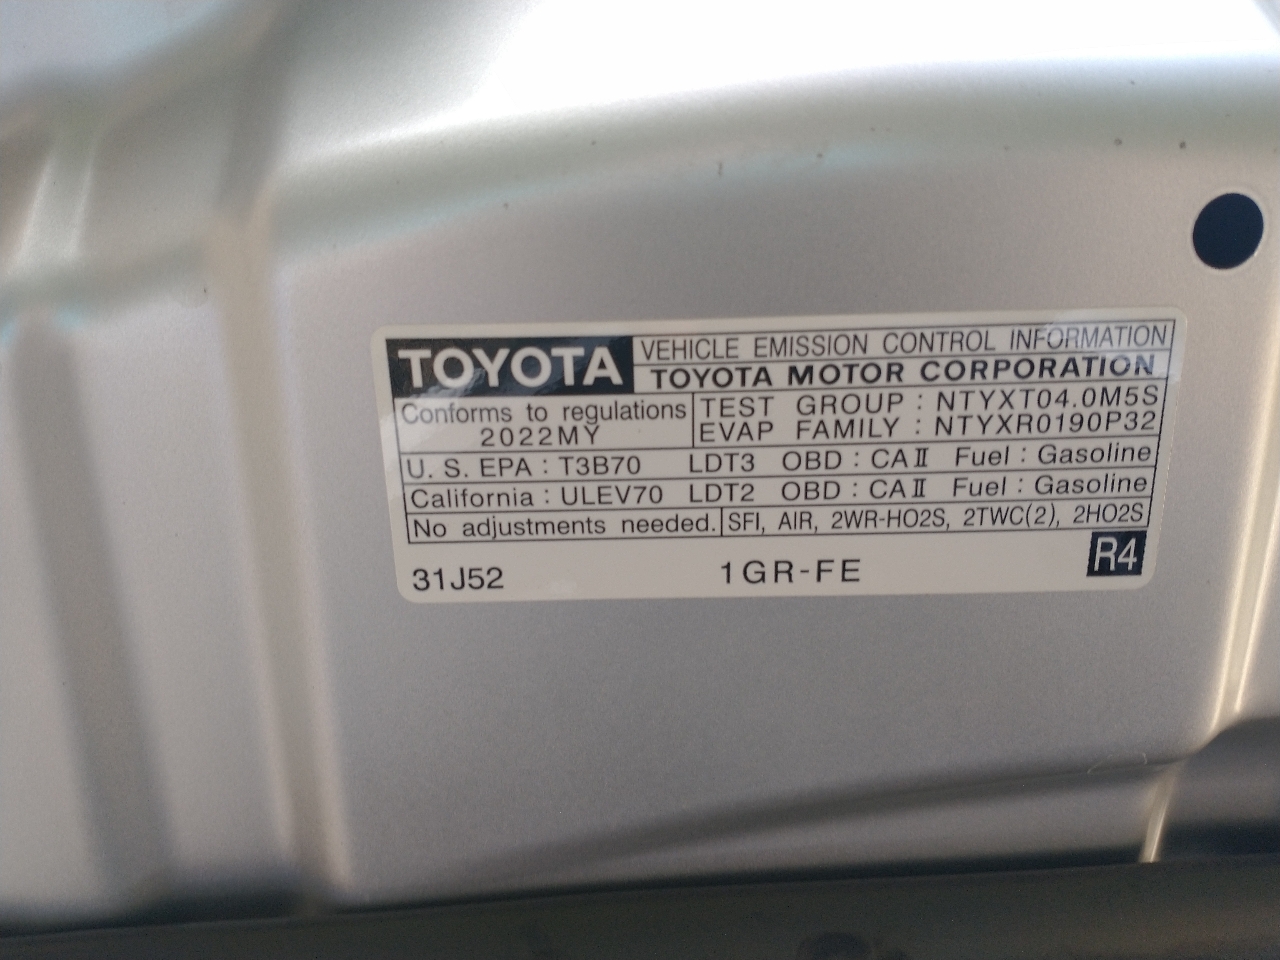 TOYOTA
VEHICLE EMISSION CONTROL INFORMATION
TOYOTA MOTOR CORPORATION
Conforms to regulations
2022MY
TEST GROUP : NTYXT04.0M5S
EVAP FAMILY : NTYXR0190P32
U. S. EPA : T3B70 LDT3 OBD : CAⅡ Fuel : Gasoline
California : ULEV70 LDT2 OBD : CAⅡ Fuel : Gasoline
No adjustments needed. SFI, AIR, 2WR-HO2S, 2TWC(2), 2HO2S
31J52 1GR-FE R4